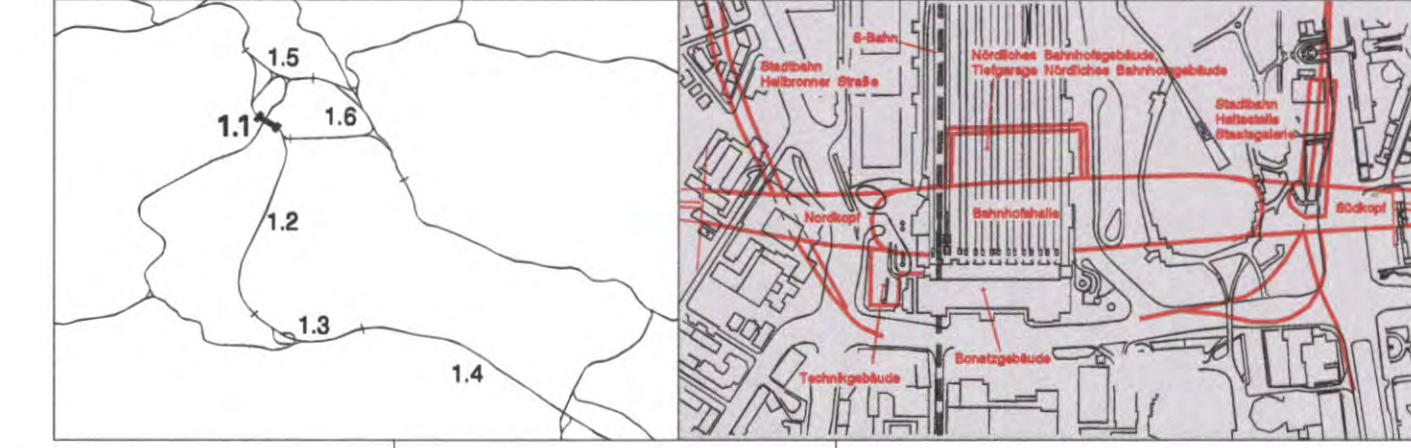 1.5
1.1
1.6
1.2
1.3
1.4
S-Bahn
Nördliches Bahnhofsgebäude,
Tiefgarage Nördliches Bahnhofsgebäude
Stadtbahn
Heilbronner Straße
Stadtbahn
Haltestelle
Staatsgalerie
Nordkopf
Bahnhofshalle
Südkopf
Bonatzgebäude
Technikgebäude